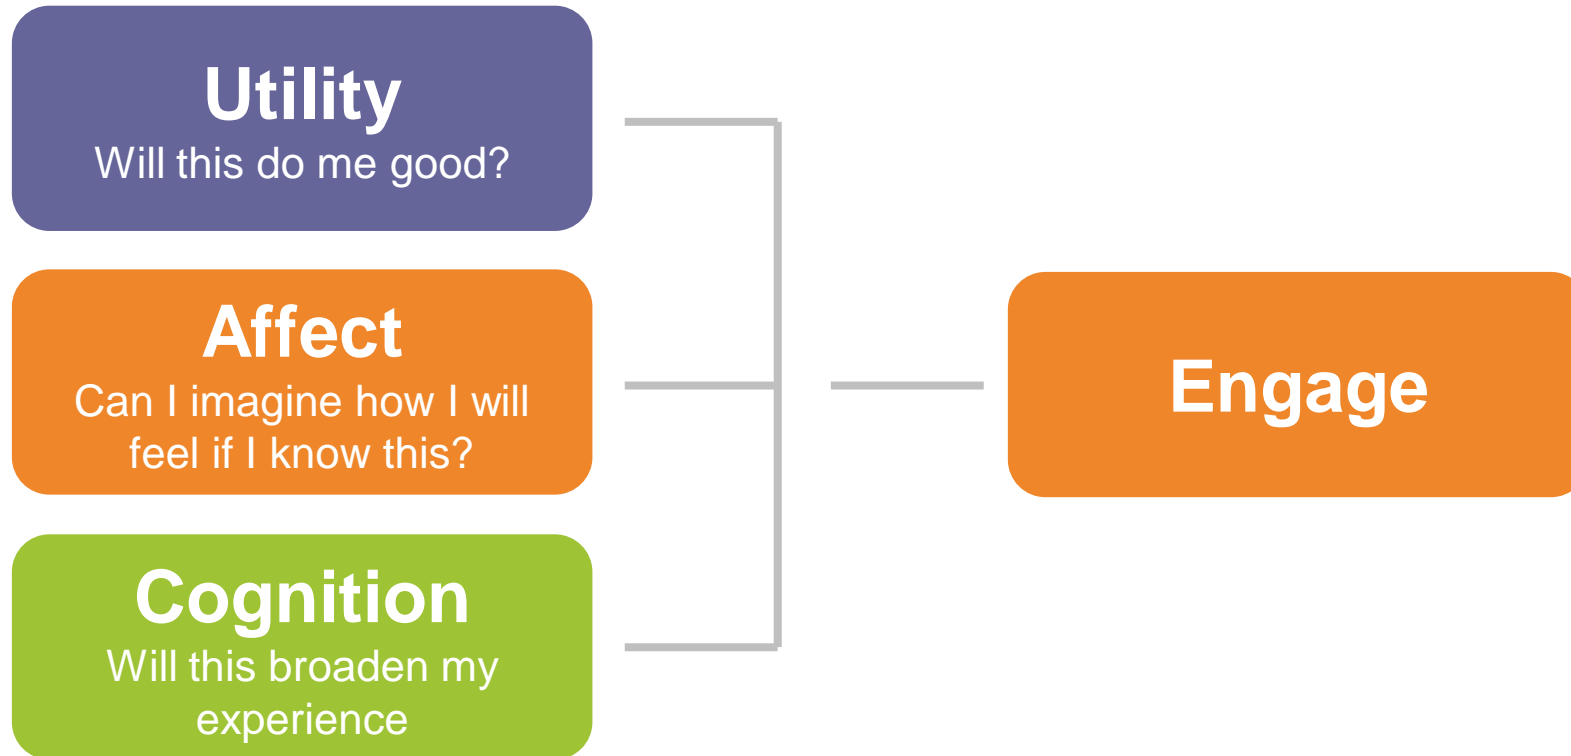 Utility
Will this do me good?
Affect
Can I imagine how I will
feel if I know this?
Cognition
Will this broaden my
experience
Engage